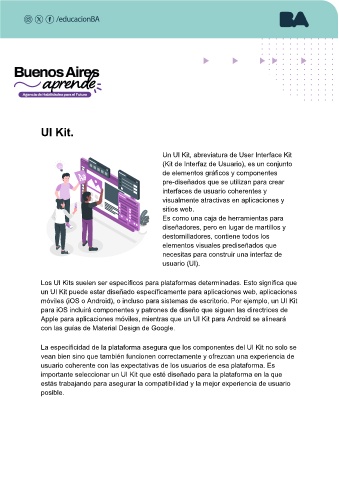 /educacionBA
BA
Buenos Aires
aprende
Agencia de Habilidades para el Futuro
UI Kit.
Un UI Kit, abreviatura de User Interface Kit
(Kit de Interfaz de Usuario), es un conjunto
de elementos gráficos y componentes
pre-diseñados que se utilizan para crear
interfaces de usuario coherentes y
visualmente atractivas en aplicaciones y
sitios web.
Es como una caja de herramientas para
diseñadores, pero en lugar de martillos y
destornilladores, contiene todos los
elementos visuales prediseñados que
necesitas para construir una interfaz de
usuario (UI).
Los UI Kits suelen ser específicos para plataformas determinadas. Esto significa que
un UI Kit puede estar diseñado específicamente para aplicaciones web, aplicaciones
móviles (iOS o Android), o incluso para sistemas de escritorio. Por ejemplo, un UI Kit
para iOS incluirá componentes y patrones de diseño que siguen las directrices de
Apple para aplicaciones móviles, mientras que un UI Kit para Android se alineará
con las guías de Material Design de Google.
La especificidad de la plataforma asegura que los componentes del UI Kit no solo se
vean bien sino que también funcionen correctamente y ofrezcan una experiencia de
usuario coherente con las expectativas de los usuarios de esa plataforma. Es
importante seleccionar un UI Kit que esté diseñado para la plataforma en la que
estás trabajando para asegurar la compatibilidad y la mejor experiencia de usuario
posible.